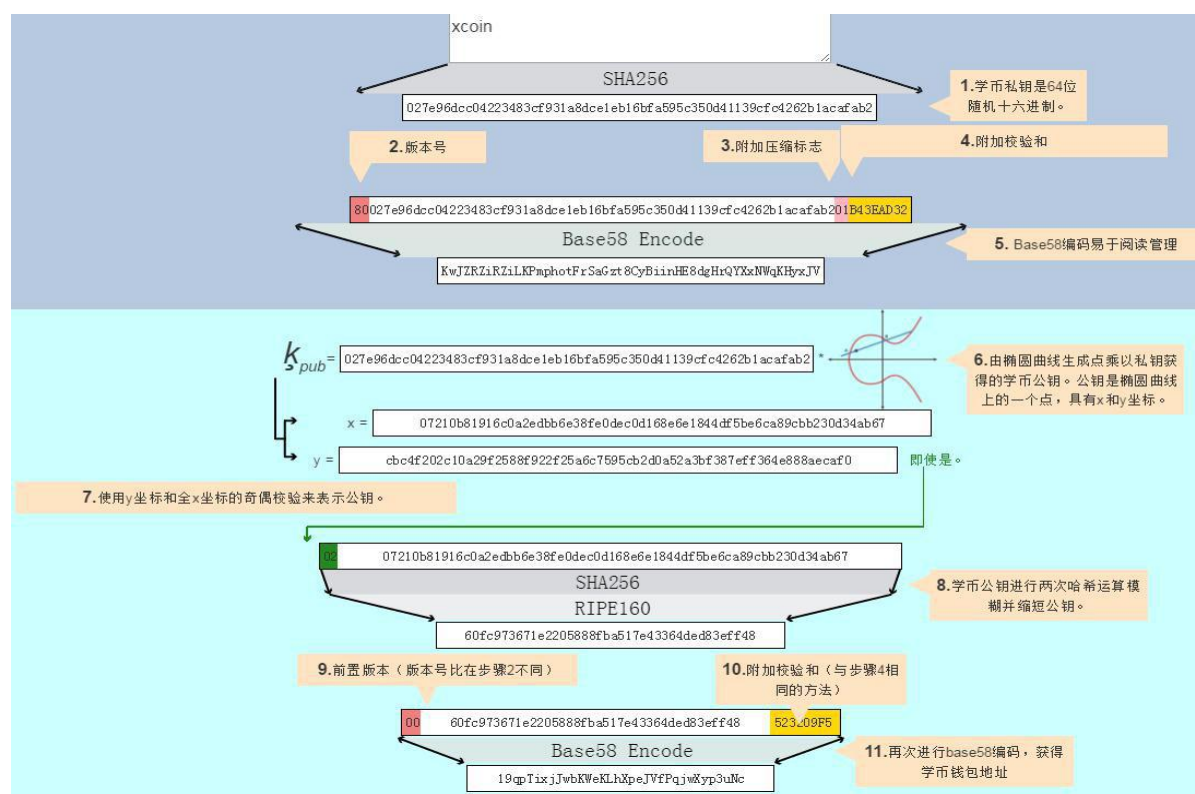 xcoin
SHA256
1.学币私钥是64位
随机十六进制。
027e96dcc04223483cf931a8dce1eb16bfa595c350d41139cfc4262b1acafab2
2.版本号
3.附加压缩标志
4.附加校验和
80027e96dcc04223483cf931a8dce1eb16bfa595c350d41139cfc4262b1acafab201B43EAD32
Base58 Encode
5. Base58编码易于阅读管理
KwJZRZiRZiLKPmphotFrSaGzt8CyBiinHE8dgHrQYXxNWqKHyxJV
kpub= 027e96dcc04223483cf931a8dce1eb16bfa595c350d41139cfc4262b1acafab2 *
6.由椭圆曲线生成点乘以私钥获
得的学币公钥。公钥是椭圆曲线
上的一个点，具有x和y坐标。
x = 07210b81916c0a2edbb6e38fe0dec0d168e6e1844df5be6ca89cbb230d34ab67
y = cbc4f202c10a29f2588f922f25a6c7595cb2d0a52a3bf387eff364e888aecaf0
即使是。
7.使用y坐标和全x坐标的奇偶校验来表示公钥。
02 07210b81916c0a2edbb6e38fe0dec0d168e6e1844df5be6ca89cbb230d34ab67
SHA256
8.学币公钥进行两次哈希运算模
糊并缩短公钥。
RIPE160
60fc973671e2205888fba517e43364ded83eff48
9.前置版本（版本号比在步骤2不同）
10.附加校验和（与步骤4相
同的方法）
00 60fc973671e2205888fba517e43364ded83eff48 523209F5
Base58 Encode
11.再次进行base58编码，获得
学币钱包地址
19qpTixjJwbKWeKLhXpeJVfPqjwXyp3uNc